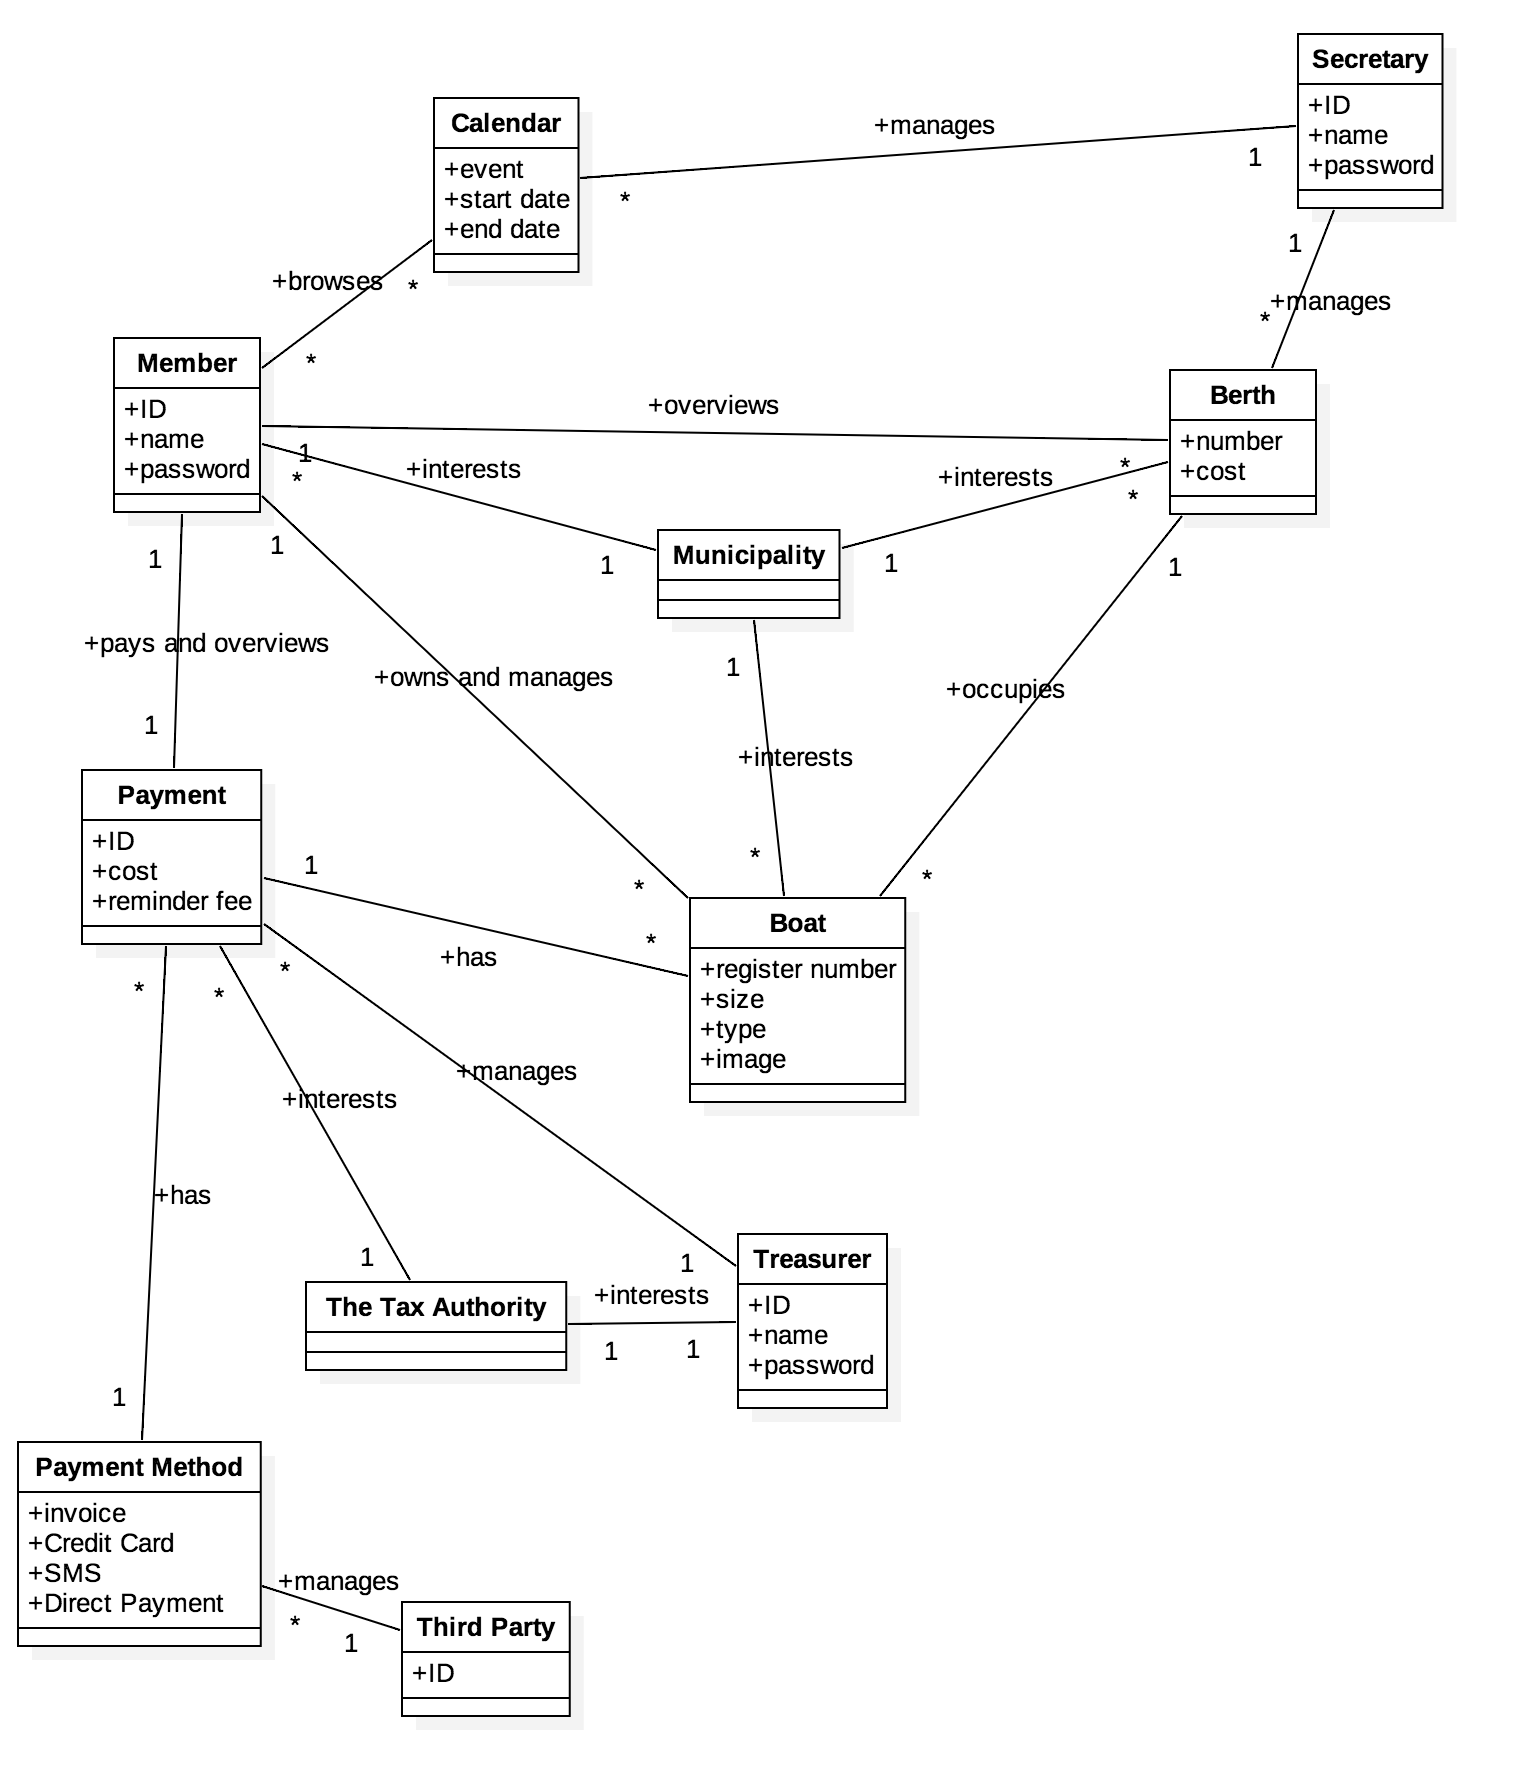 Secretary
+ID
+name
+password
Calendar
+event
+start date
+end date
+manages
1
*
1
+browses
*
*
+manages
*
Member
+ID
+name
+password
Berth
+number
+cost
+overviews
1
*
+interests
*
1
+interests
*
1
Municipality
1
1
1
+pays and overviews
1
+owns and manages
1
+interests
*
+occupies
*
*
Payment
+ID
+cost
+reminder fee
1
+has
*
Boat
+register number
+size
+type
+image
*
*
*
+manages
+interests
+has
1
1
1
Treasurer
+ID
+name
+password
The Tax Authority
+interests
1
1
Payment Method
+invoice
+Credit Card
+SMS
+Direct Payment
+manages
*
1
Third Party
+ID